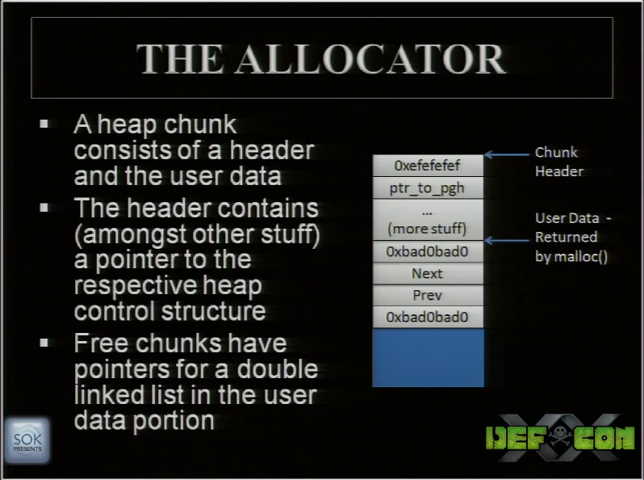 THE ALLOCATOR
▪ A heap chunk
consists of a header
and the user data
▪ The header contains
(amongst other stuff)
a pointer to the
respective heap
control structure
▪ Free chunks have
pointers for a double
linked list in the user
data portion
0xefefefef
ptr_to_pgh
...
(more stuff)
0xbad0bad0
Next
Prev
0xbad0bad0
Chunk
Header
User Data -
Returned
by malloc()
SOK
PRESENTS
XX
DEF CON